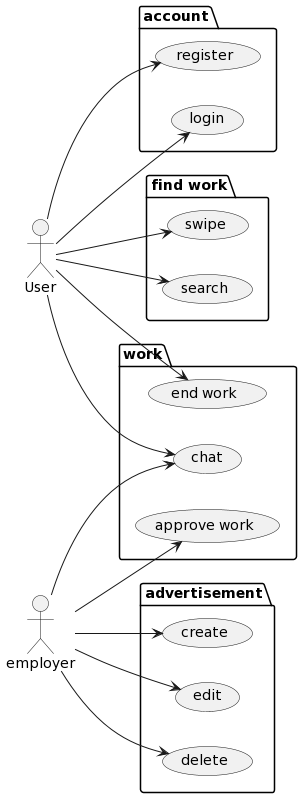 account
register
login
find work
swipe
search
User
work
end work
chat
approve work
employer
advertisement
create
edit
delete